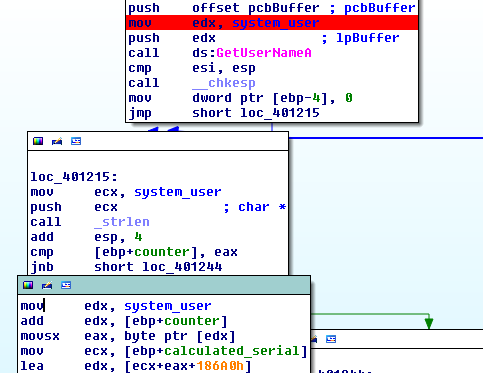 push offset pcbBuffer ; pcbBuffer
mov edx, system_user
push edx ; lpBuffer
call ds:GetUserNameA
cmp esi, esp
call __chkesp
mov dword ptr [ebp-4], 0
jmp short loc_401215
loc_401215:
mov ecx, system_user
push ecx ; char *
call _strlen
add esp, 4
cmp [ebp+counter], eax
jnb short loc_401244
mov edx, system_user
add edx, [ebp+counter]
movsx eax, byte ptr [edx]
mov ecx, [ebp+calculated_serial]
lea edx, [ecx+eax+186A0h]